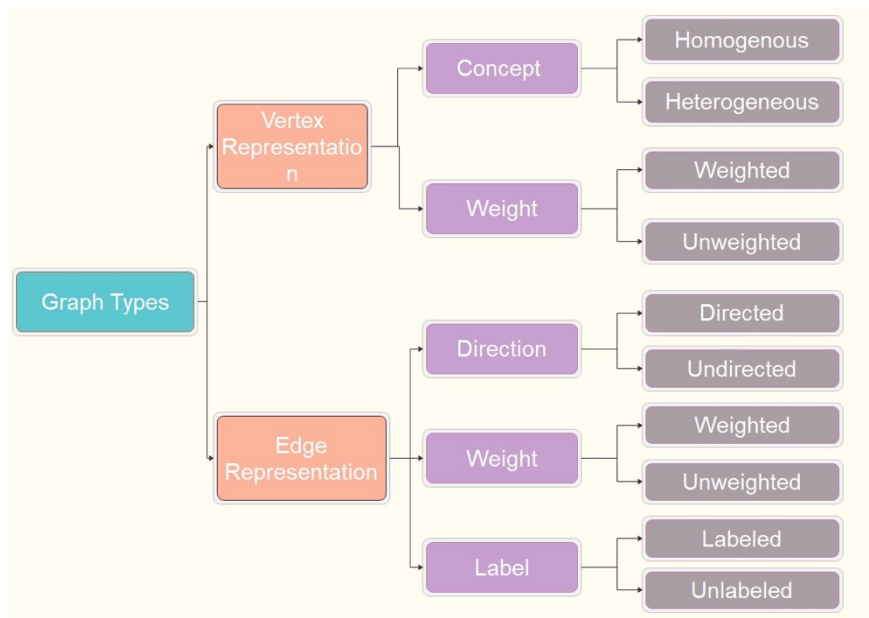 Graph Types
Vertex
Representatio
n
Concept
Homogenous
Heterogeneous
Weight
Weighted
Unweighted
Edge
Representation
Direction
Directed
Undirected
Weight
Weighted
Unweighted
Label
Labeled
Unlabeled